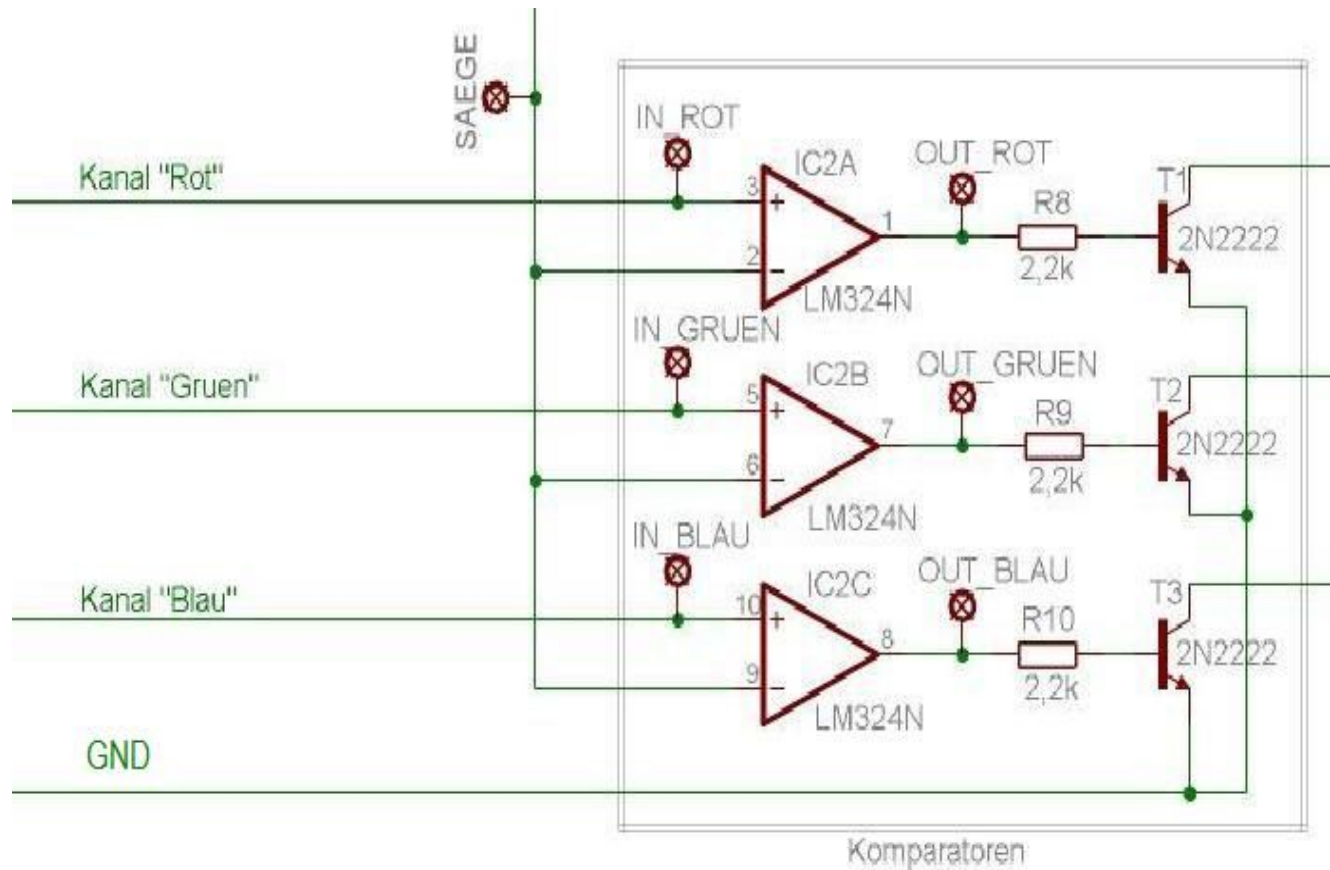 SAEGE
IN_ROT
IC2A
OUT_ROT
T1
Kanal "Rot"
3
+
1
R8
2N2222
2
−
2,2k
LM324N
IN_GRUEN
IC2B
OUT_GRUEN
T2
Kanal "Gruen"
5
+
7
R9
2N2222
6
−
2,2k
LM324N
IN_BLAU
IC2C
OUT_BLAU
T3
Kanal "Blau"
10
+
8
R10
2N2222
9
−
2,2k
LM324N
GND
Komparatoren